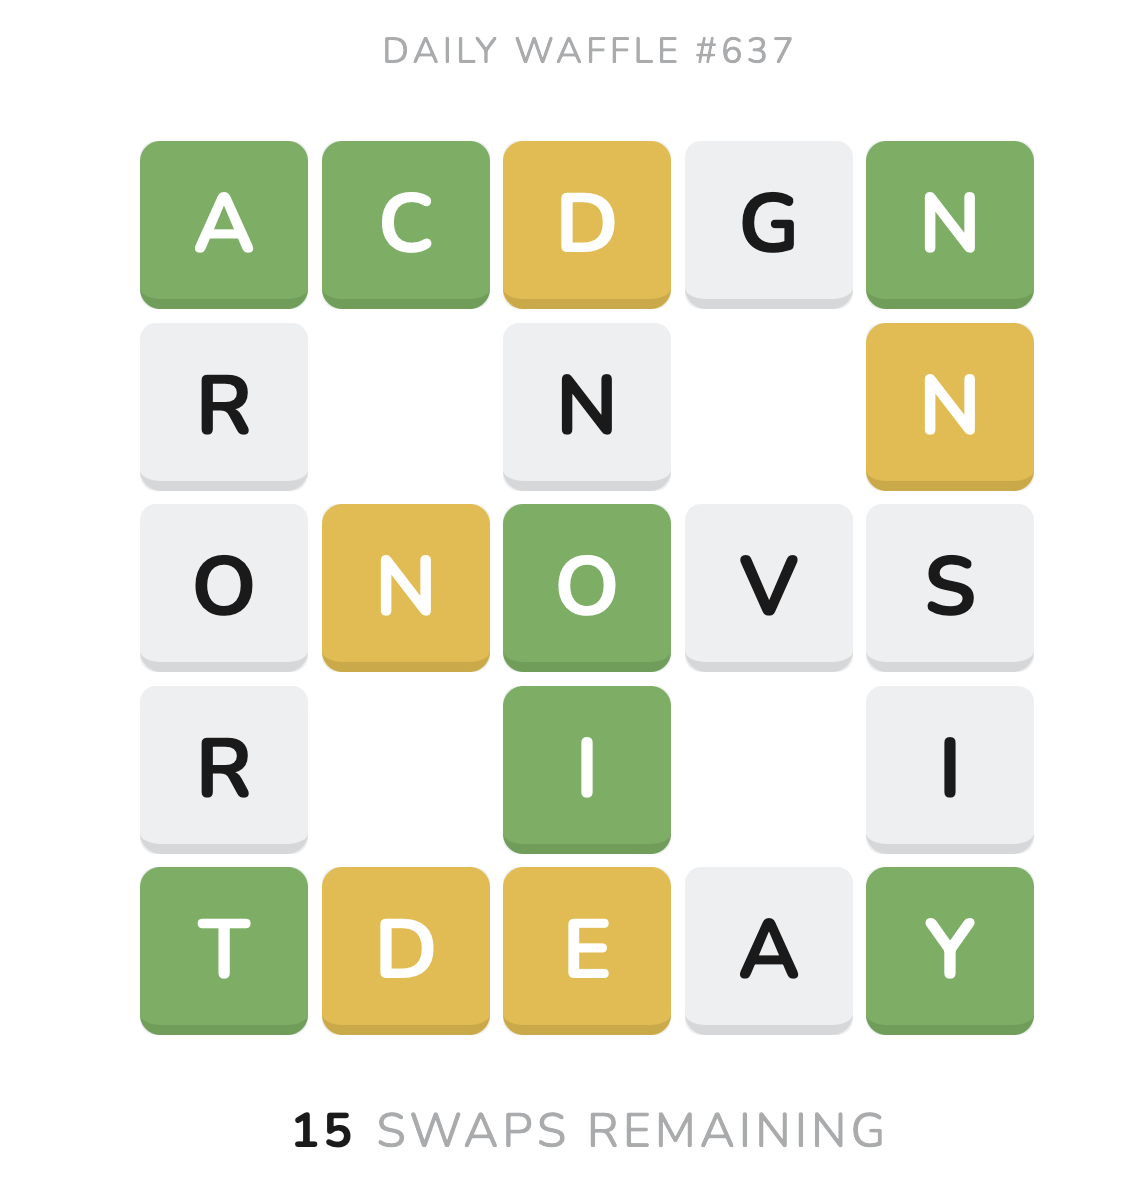 DAILY WAFFLE #637
A C D G N
R N N
O N O V S
R I I
T D E A Y
15 SWAPS REMAINING